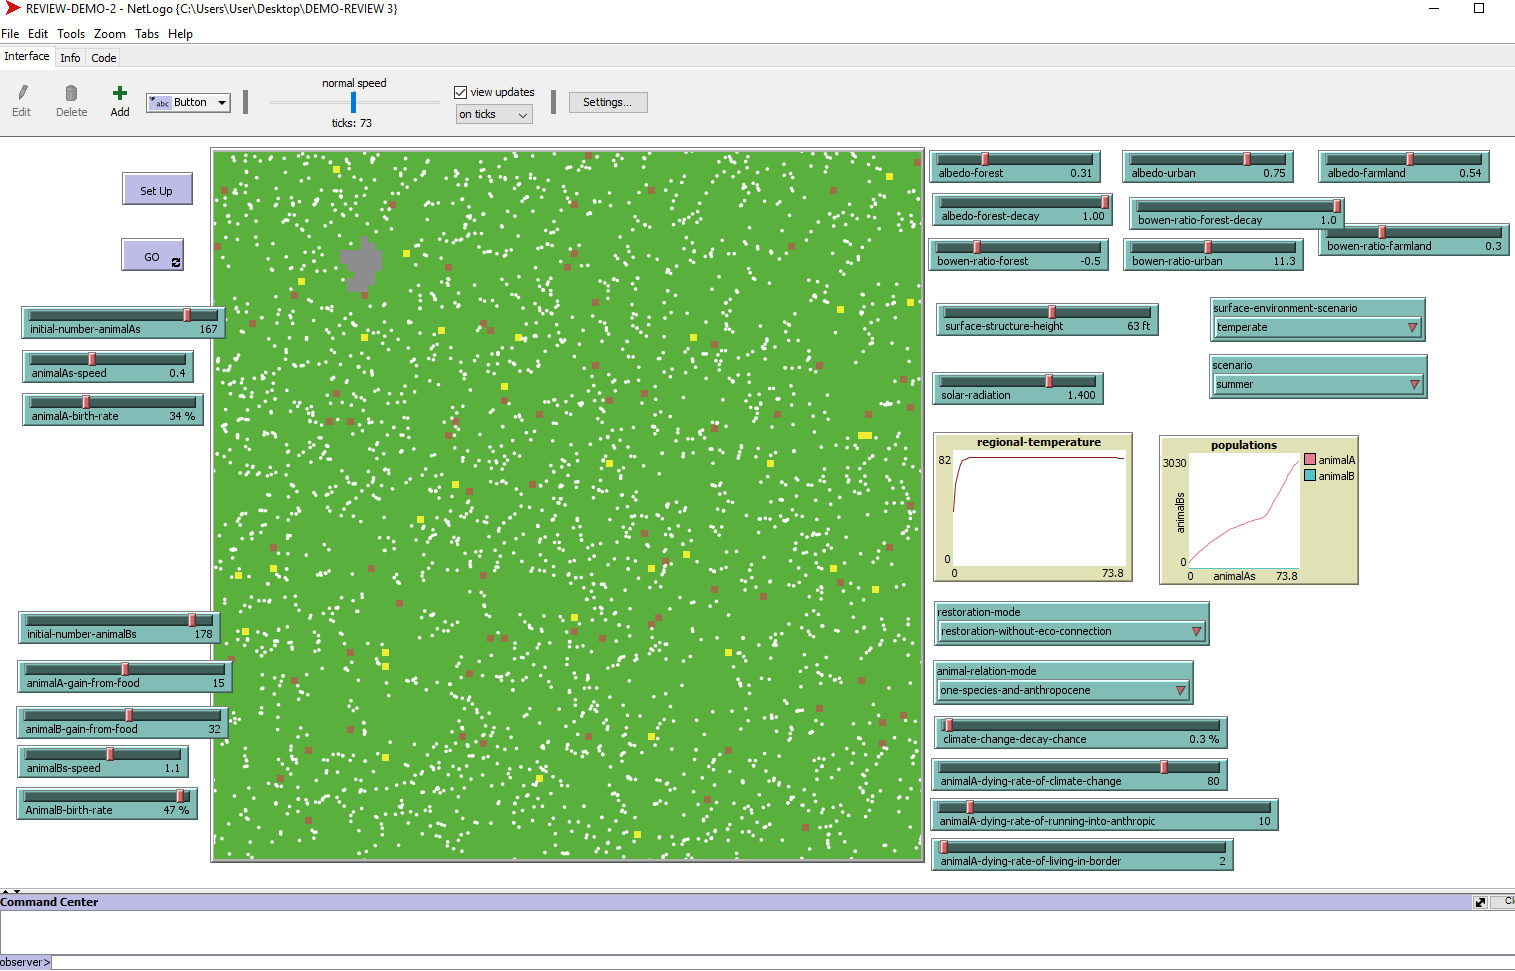 REVIEW-DEMO-2 - NetLogo {C:\Users\User\Desktop\DEMO-REVIEW 3}
File Edit Tools Zoom Tabs Help
Interface Info Code
normal speed
Edit Delete Add
abc Button
ticks: 73
view updates
on ticks
Settings...
Set Up
GO
initial-number-animalAs 167
animalAs-speed 0.4
animalA-birth-rate 34 %
initial-number-animalBs 178
animalA-gain-from-food 15
animalB-gain-from-food 32
animalBs-speed 1.1
AnimalB-birth-rate 47 %
albedo-forest 0.31
albedo-urban 0.75
albedo-farmland 0.54
albedo-forest-decay 1.00
bowen-ratio-forest-decay 1.0
bowen-ratio-farmland 0.3
bowen-ratio-forest -0.5
bowen-ratio-urban 11.3
surface-structure-height 63 ft
surface-environment-scenario
temperate
scenario
summer
solar-radiation 1.400
regional-temperature
82
0
0 73.8
populations
3030
animalBs
0
0 animalAs 73.8
animalA
animalB
restoration-mode
restoration-without-eco-connection
animal-relation-mode
one-species-and-anthropocene
climate-change-decay-chance 0.3 %
animalA-dying-rate-of-climate-change 80
animalA-dying-rate-of-running-into-anthropic 10
animalA-dying-rate-of-living-in-border 2
Command Center
observer>